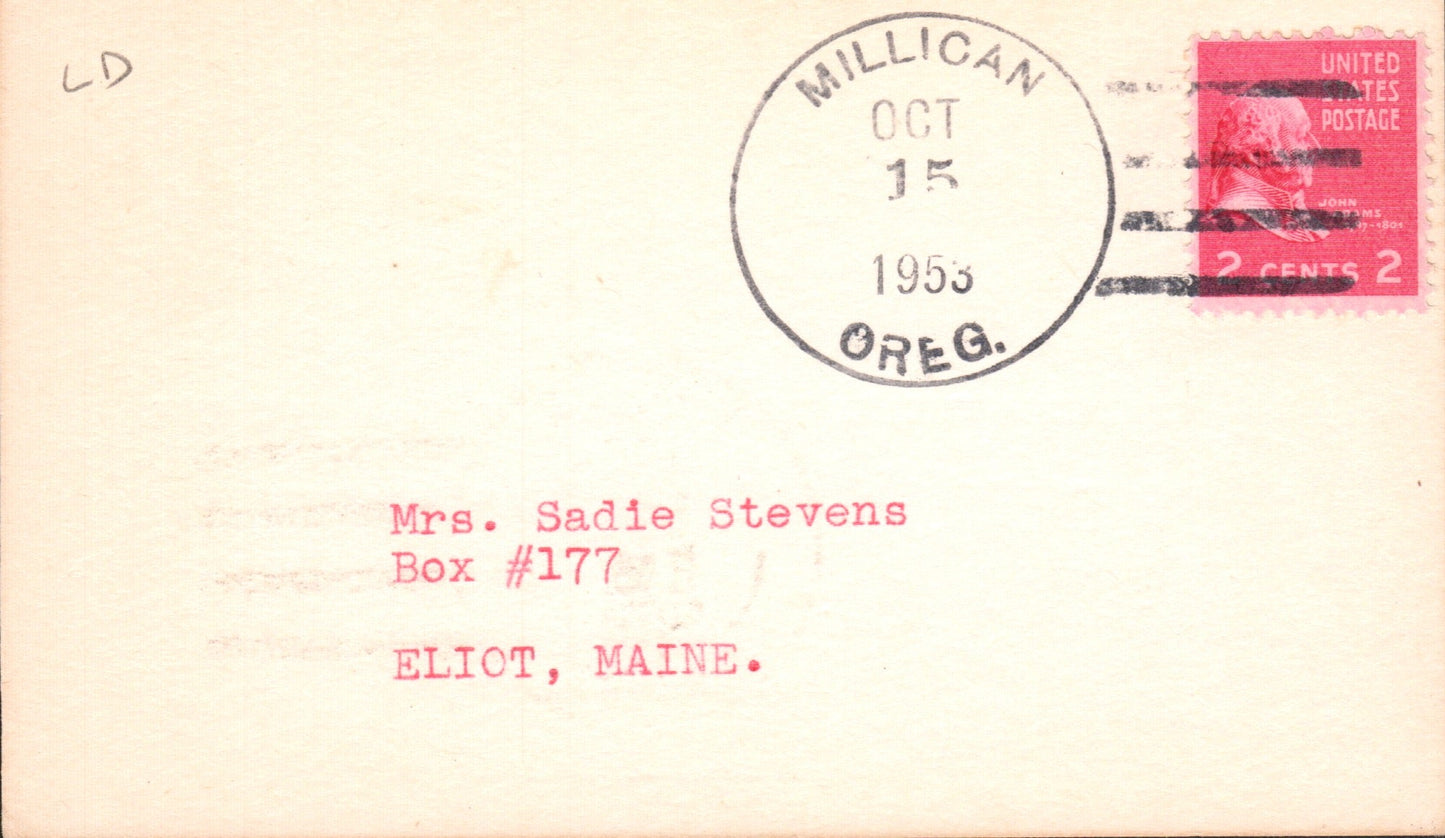 LD
MILLICAN
OCT
15
1953
OREG.
UNITED
STATES
POSTAGE
JOHN
ADAMS
2 CENTS 2
Mrs. Sadie Stevens
Box #177
ELIOT, MAINE.